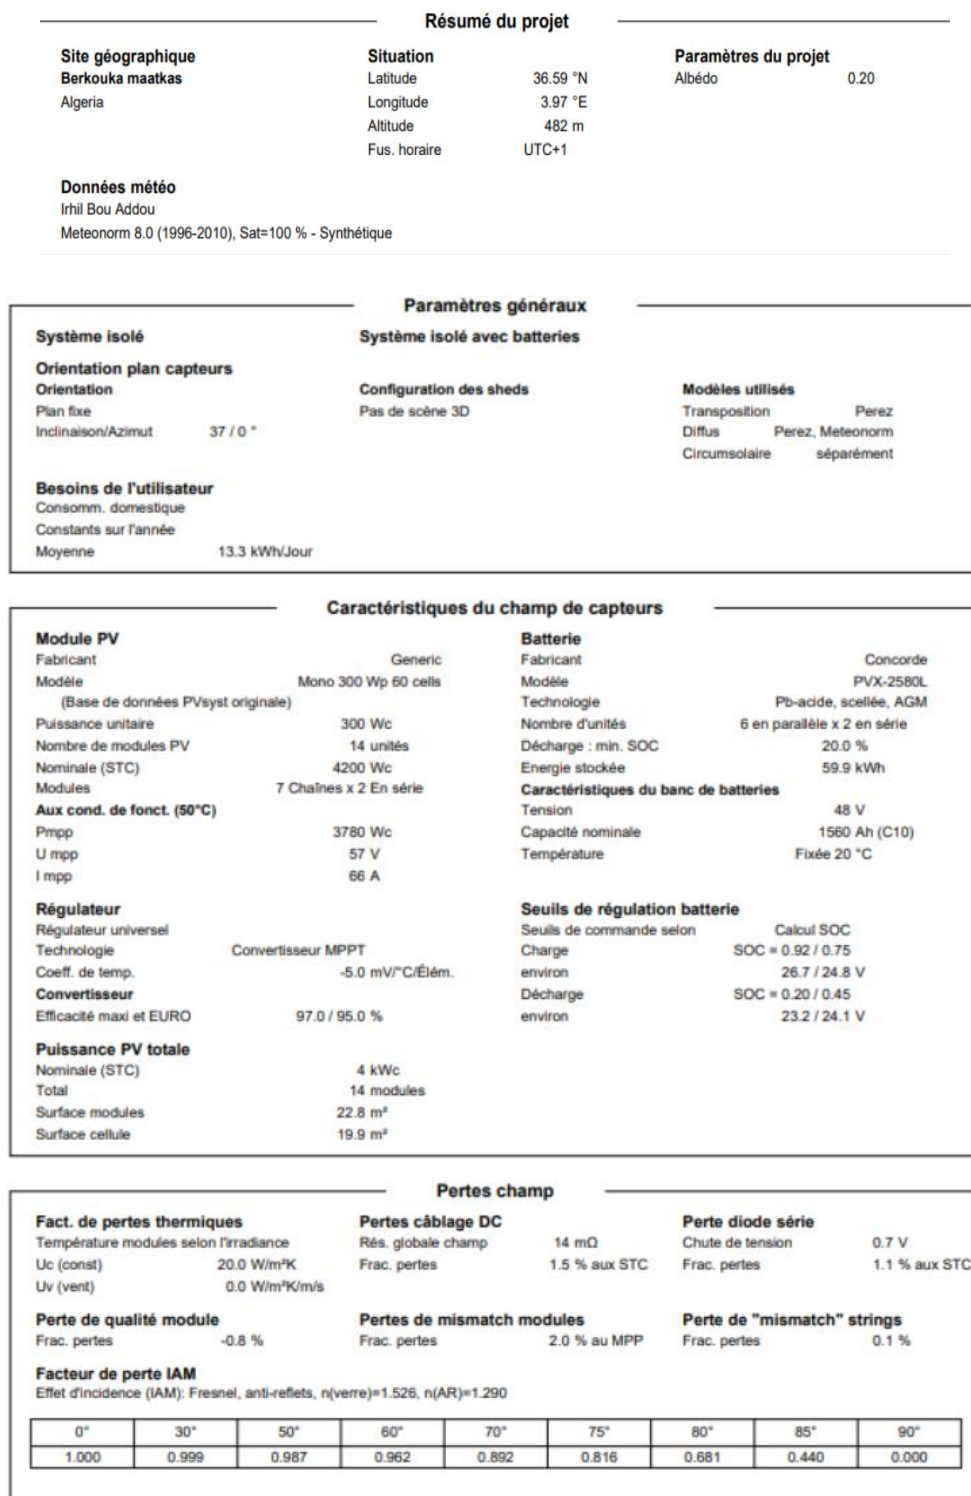 Résumé du projet
Site géographique Situation Paramètres du projet
Berkouka maatkas Latitude 36.59 °N Albédo 0.20
Algeria Longitude 3.97 °E
Altitude 482 m
Fus. horaire UTC+1
Données météo
Irhil Bou Addou
Meteonorm 8.0 (1996-2010), Sat=100 % - Synthétique
Paramètres généraux
Système isolé Système isolé avec batteries
Orientation plan capteurs
Orientation Configuration des sheds Modèles utilisés
Plan fixe Pas de scène 3D Transposition Perez
Inclinaison/Azimut 37 / 0 ° Diffus Perez, Meteonorm
Circumsolaire séparément
Besoins de l'utilisateur
Consomm. domestique
Constants sur l'année
Moyenne 13.3 kWh/Jour
Caractéristiques du champ de capteurs
Module PV Batterie
Fabricant Generic Fabricant Concorde
Modèle Mono 300 Wp 60 cells Modèle PVX-2580L
(Base de données PVsyst originale) Technologie Pb-acide, scellée, AGM
Puissance unitaire 300 Wc Nombre d'unités 6 en parallèle x 2 en série
Nombre de modules PV 14 unités Décharge : min. SOC 20.0 %
Nominale (STC) 4200 Wc Energie stockée 59.9 kWh
Modules 7 Chaînes x 2 En série Caractéristiques du banc de batteries
Aux cond. de fonct. (50°C) Tension 48 V
Pmpp 3780 Wc Capacité nominale 1560 Ah (C10)
U mpp 57 V Température Fixée 20 °C
I mpp 66 A
Régulateur Seuils de régulation batterie
Régulateur universel Seuils de commande selon Calcul SOC
Technologie Convertisseur MPPT Charge SOC = 0.92 / 0.75
Coeff. de temp. -5.0 mV/°C/Élém. environ 26.7 / 24.8 V
Convertisseur Décharge SOC = 0.20 / 0.45
Efficacité maxi et EURO 97.0 / 95.0 % environ 23.2 / 24.1 V
Puissance PV totale
Nominale (STC) 4 kWc
Total 14 modules
Surface modules 22.8 m²
Surface cellule 19.9 m²
Pertes champ
Fact. de pertes thermiques Pertes câblage DC Perte diode série
Température modules selon l'irradiance Rés. globale champ 14 mΩ Chute de tension 0.7 V
Uc (const) 20.0 W/m²K Frac. pertes 1.5 % aux STC Frac. pertes 1.1 % aux STC
Uv (vent) 0.0 W/m²K/m/s
Perte de qualité module Pertes de mismatch modules Perte de "mismatch" strings
Frac. pertes -0.8 % Frac. pertes 2.0 % au MPP Frac. pertes 0.1 %
Facteur de perte IAM
Effet d'incidence (IAM): Fresnel, anti-reflets, n(verre)=1.526, n(AR)=1.290
0° 30° 50° 60° 70° 75° 80° 85° 90°
1.000 0.999 0.987 0.962 0.892 0.816 0.681 0.440 0.000